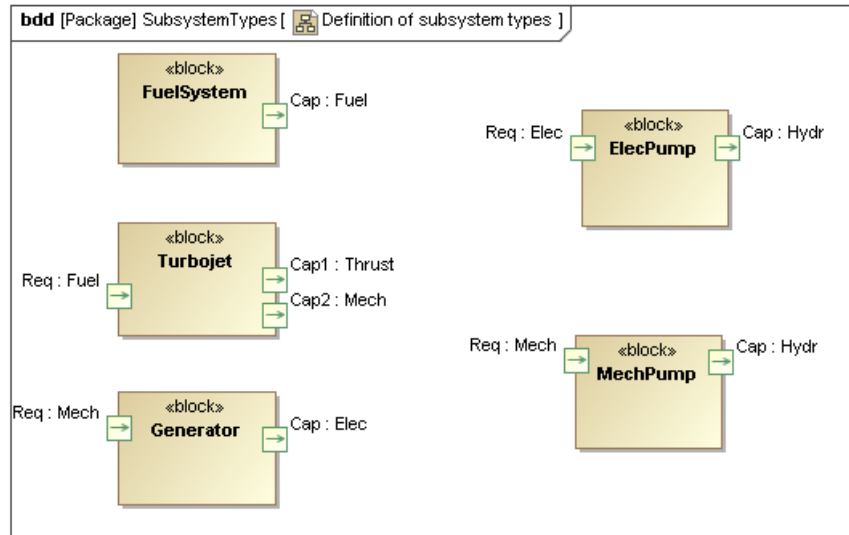 bdd [Package] SubsystemTypes [ Definition of subsystem types ]
«block»
FuelSystem
Cap : Fuel
Req : Elec
«block»
ElecPump
Cap : Hydr
Req : Fuel
«block»
Turbojet
Cap1 : Thrust
Cap2 : Mech
Req : Mech
«block»
MechPump
Cap : Hydr
Req : Mech
«block»
Generator
Cap : Elec